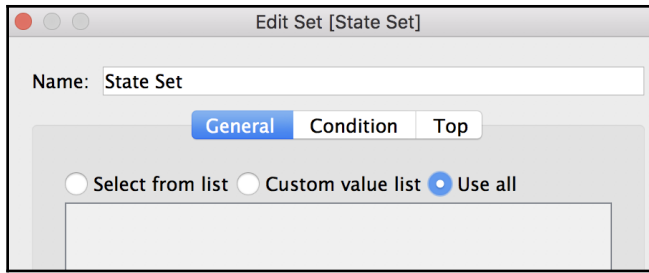 Edit Set [State Set]
Name: State Set
General Condition Top
Select from list Custom value list Use all